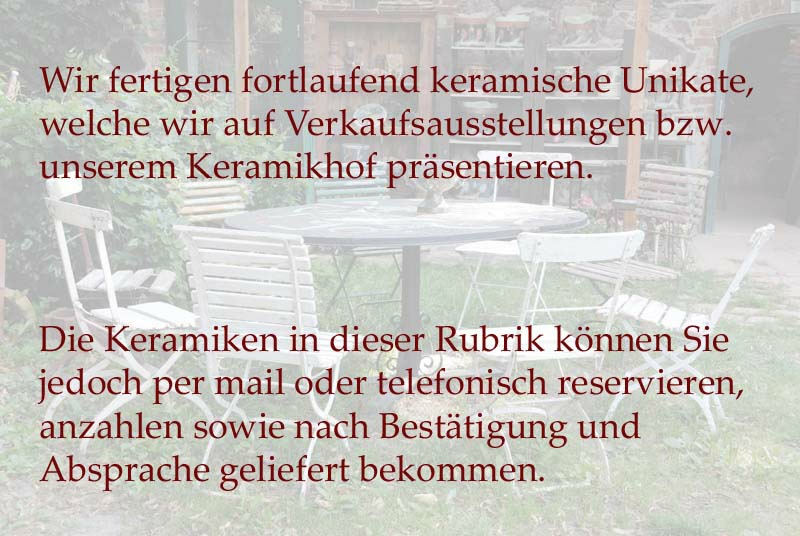 Wir fertigen fortlaufend keramische Unikate,
welche wir auf Verkaufsausstellungen bzw.
unserem Keramikhof präsentieren.
Die Keramiken in dieser Rubrik können Sie
jedoch per mail oder telefonisch reservieren,
anzahlen sowie nach Bestätigung und
Absprache geliefert bekommen.